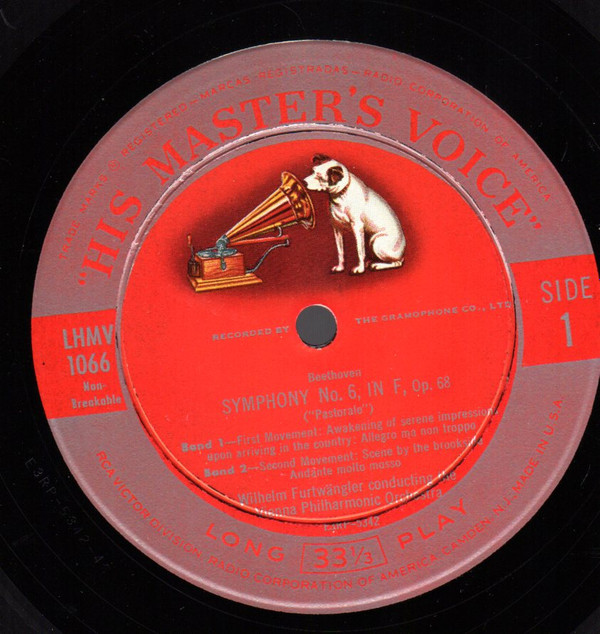 TRADE MARKS ® REGISTERED • MARCAS REGISTRADAS — RADIO CORPORATION OF AMERICA
"HIS MASTER'S VOICE"
LHMV
1066
Non-
Breakable
SIDE
1
RECORDED BY THE GRAMOPHONE CO., LTD.
Beethoven
SYMPHONY No. 6, IN F, Op. 68
("Pastorale")
Band 1—First Movement: Awakening of serene impressions
upon arriving in the country: Allegro ma non troppo
Band 2—Second Movement: Scene by the brookside
Andante molto mosso
Wilhelm Furtwängler conducting the
Vienna Philharmonic Orchestra
E3RP-5342
LONG 33⅓ PLAY
RCA VICTOR DIVISION, RADIO CORPORATION OF AMERICA, CAMDEN, N.J. MADE IN U.S.A.